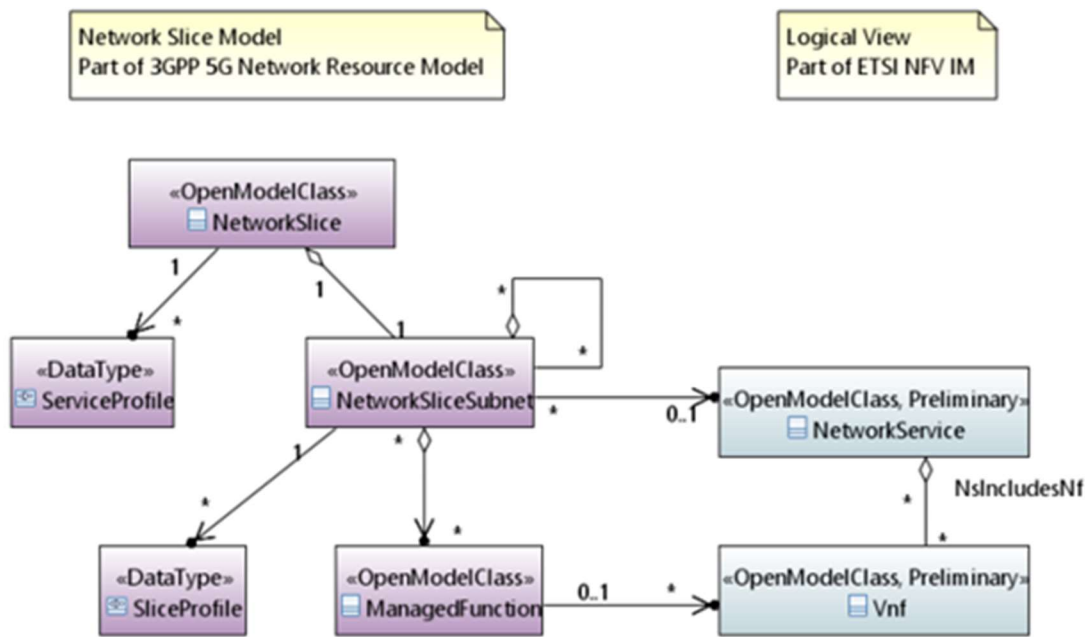 Network Slice Model
Part of 3GPP 5G Network Resource Model
Logical View
Part of ETSI NFV IM
«OpenModelClass»
NetworkSlice
1
1
*
*
1
*
«DataType»
ServiceProfile
«OpenModelClass»
NetworkSliceSubnet
*
0..1
«OpenModelClass, Preliminary»
NetworkService
1
*
*
*
*
NsIncludesNf
*
«DataType»
SliceProfile
«OpenModelClass»
ManagedFunction
0..1
*
«OpenModelClass, Preliminary»
Vnf